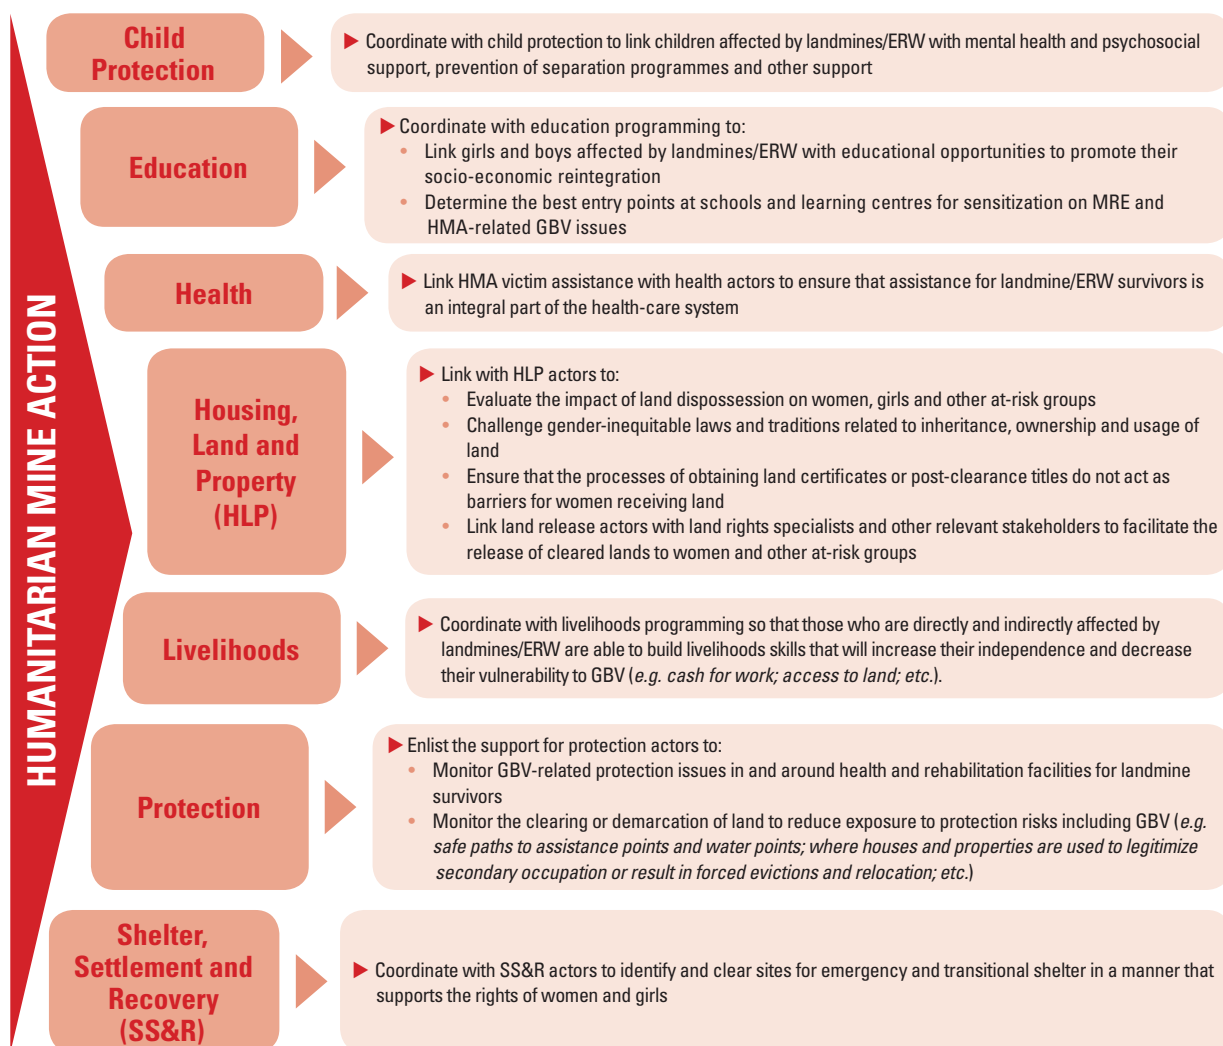 HUMANITARIAN MINE ACTION
Child
Protection
▶ Coordinate with child protection to link children affected by landmines/ERW with mental health and psychosocial
support, prevention of separation programmes and other support
Education
▶ Coordinate with education programming to:
• Link girls and boys affected by landmines/ERW with educational opportunities to promote their
socio-economic reintegration
• Determine the best entry points at schools and learning centres for sensitization on MRE and
HMA-related GBV issues
Health
▶ Link HMA victim assistance with health actors to ensure that assistance for landmine/ERW survivors is
an integral part of the health-care system
Housing,
Land and
Property
(HLP)
▶ Link with HLP actors to:
• Evaluate the impact of land dispossession on women, girls and other at-risk groups
• Challenge gender-inequitable laws and traditions related to inheritance, ownership and usage of
land
• Ensure that the processes of obtaining land certificates or post-clearance titles do not act as
barriers for women receiving land
• Link land release actors with land rights specialists and other relevant stakeholders to facilitate the
release of cleared lands to women and other at-risk groups
Livelihoods
▶ Coordinate with livelihoods programming so that those who are directly and indirectly affected by
landmines/ERW are able to build livelihoods skills that will increase their independence and decrease
their vulnerability to GBV (e.g. cash for work; access to land; etc.).
Protection
▶ Enlist the support for protection actors to:
• Monitor GBV-related protection issues in and around health and rehabilitation facilities for landmine
survivors
• Monitor the clearing or demarcation of land to reduce exposure to protection risks including GBV (e.g.
safe paths to assistance points and water points; where houses and properties are used to legitimize
secondary occupation or result in forced evictions and relocation; etc.)
Shelter,
Settlement and
Recovery
(SS&R)
▶ Coordinate with SS&R actors to identify and clear sites for emergency and transitional shelter in a manner that
supports the rights of women and girls